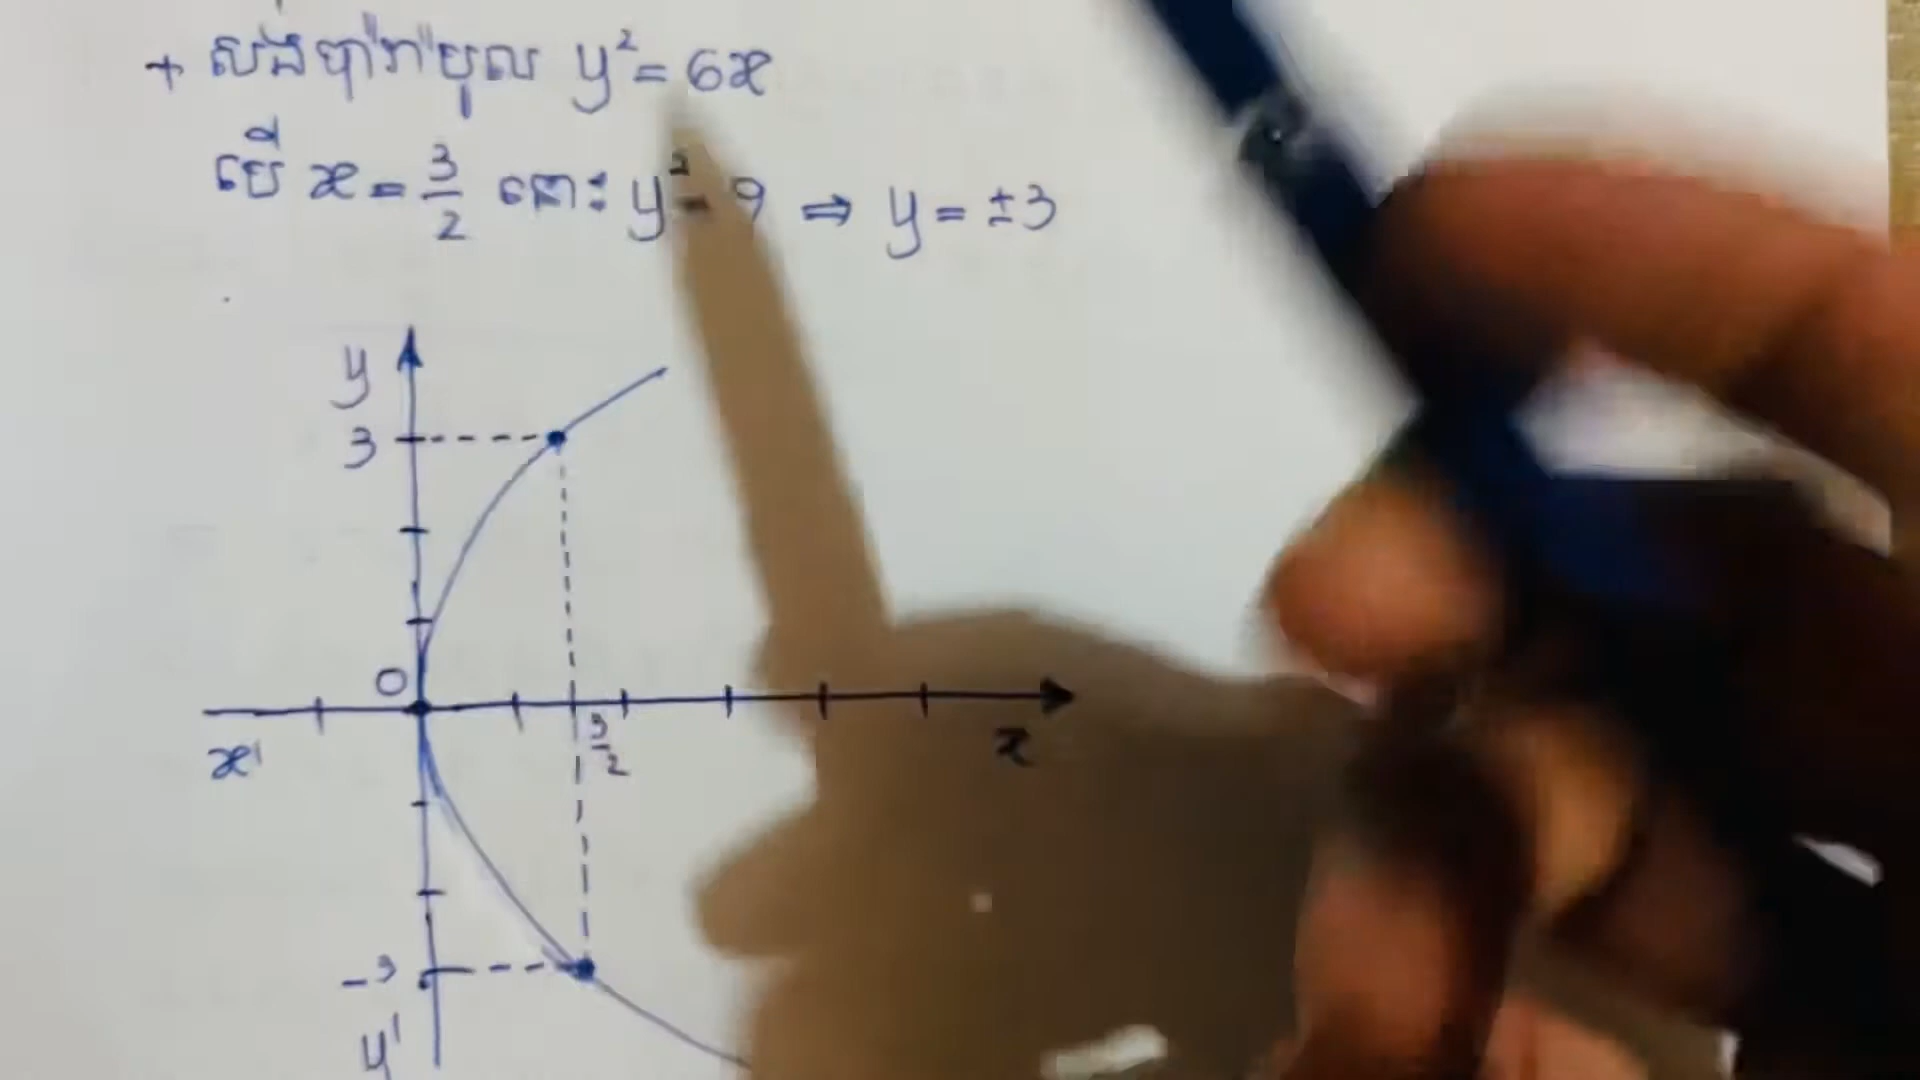 + សង់ប៉ារ៉ាបូល y² = 6x
បើ x = 3/2 នោះ y² = 9 ⇒ y = ±3
y
3
0
3/2
x'
x
-3
y'